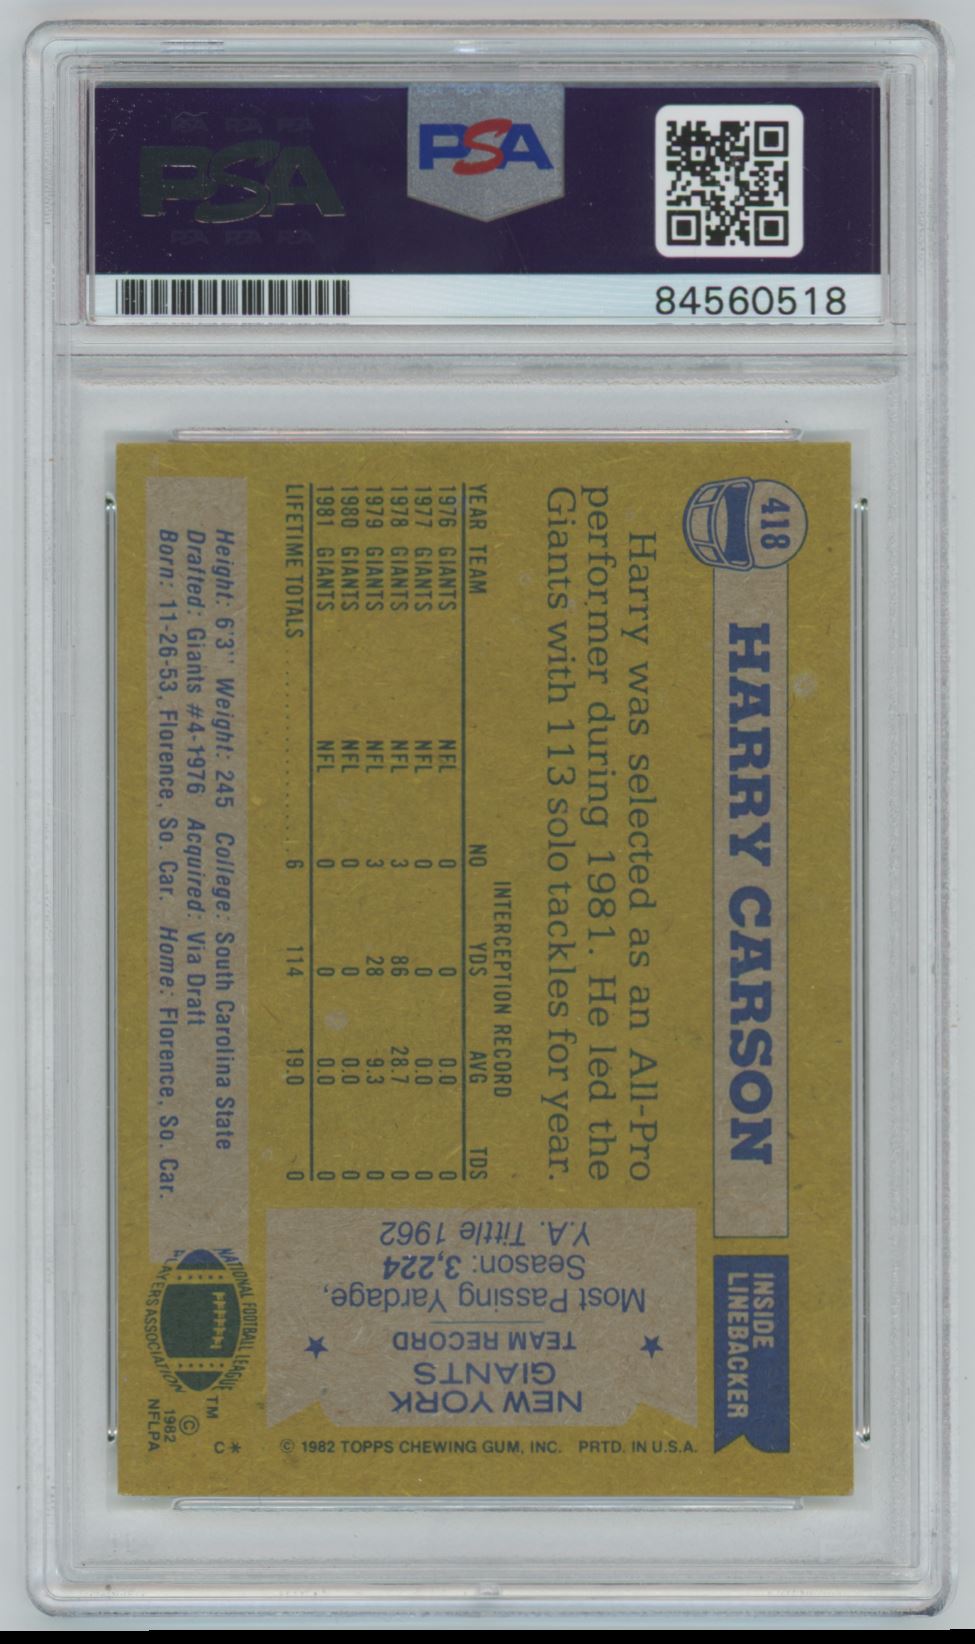 PSA PSA PSA
PSA
PSA PSA PSA
PSA
84560518
418
HARRY CARSON
INSIDE
LINEBACKER
Harry was selected as an All-Pro
performer during 1981. He led the
Giants with 113 solo tackles for year.
INTERCEPTION RECORD
YEAR TEAM NO YDS AVG TDS
1976 GIANTS NFL 0 0 0.0 0
1977 GIANTS NFL 0 0 0.0 0
1978 GIANTS NFL 3 86 28.7 0
1979 GIANTS NFL 3 28 9.3 0
1980 GIANTS NFL 0 0 0.0 0
1981 GIANTS NFL 0 0 0.0 0
LIFETIME TOTALS 6 114 19.0 0
Height: 6'3" Weight: 245 College: South Carolina State
Drafted: Giants #4-1976 Acquired: Via Draft
Born: 11-26-53, Florence, So. Car. Home: Florence, So. Car.
NEW YORK
GIANTS
TEAM RECORD
Most Passing Yardage,
Season: 3,224
Y.A. Tittle 1962
NATIONAL FOOTBALL LEAGUE
PLAYERS ASSOCIATION
TM
©
1982
NFLPA
C*
© 1982 TOPPS CHEWING GUM, INC. PRTD. IN U.S.A.